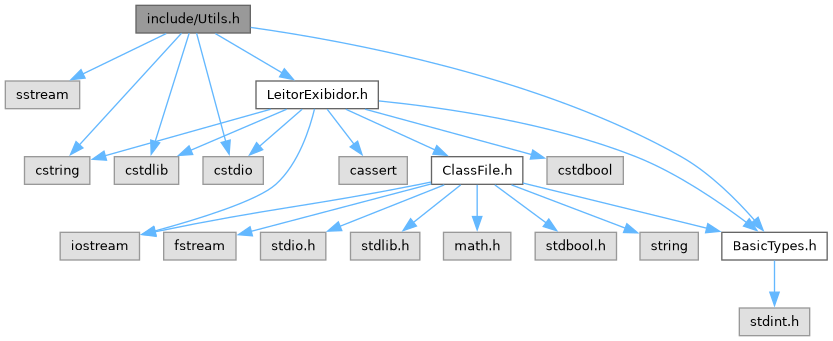 include/Utils.h
sstream
LeitorExibidor.h
cstring
cstdlib
cstdio
cassert
ClassFile.h
cstdbool
iostream
fstream
stdio.h
stdlib.h
math.h
stdbool.h
string
BasicTypes.h
stdint.h